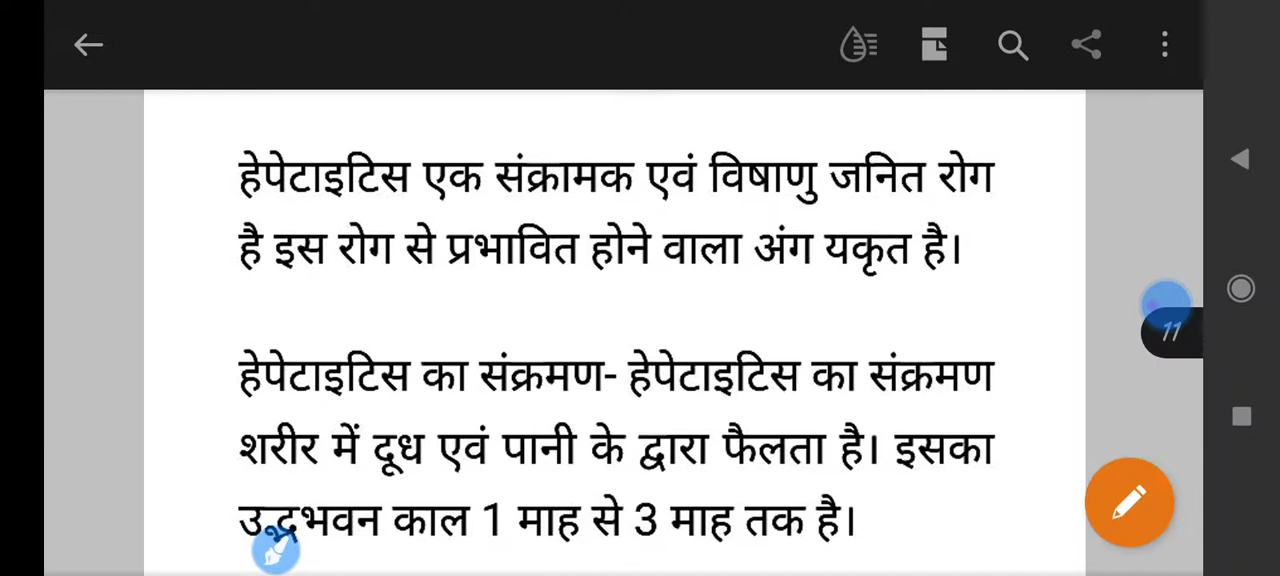 हेपेटाइटिस एक संक्रामक एवं विषाणु जनित रोग
है इस रोग से प्रभावित होने वाला अंग यकृत है।
हेपेटाइटिस का संक्रमण- हेपेटाइटिस का संक्रमण
शरीर में दूध एवं पानी के द्वारा फैलता है। इसका
उद्भवन काल 1 माह से 3 माह तक है।
11